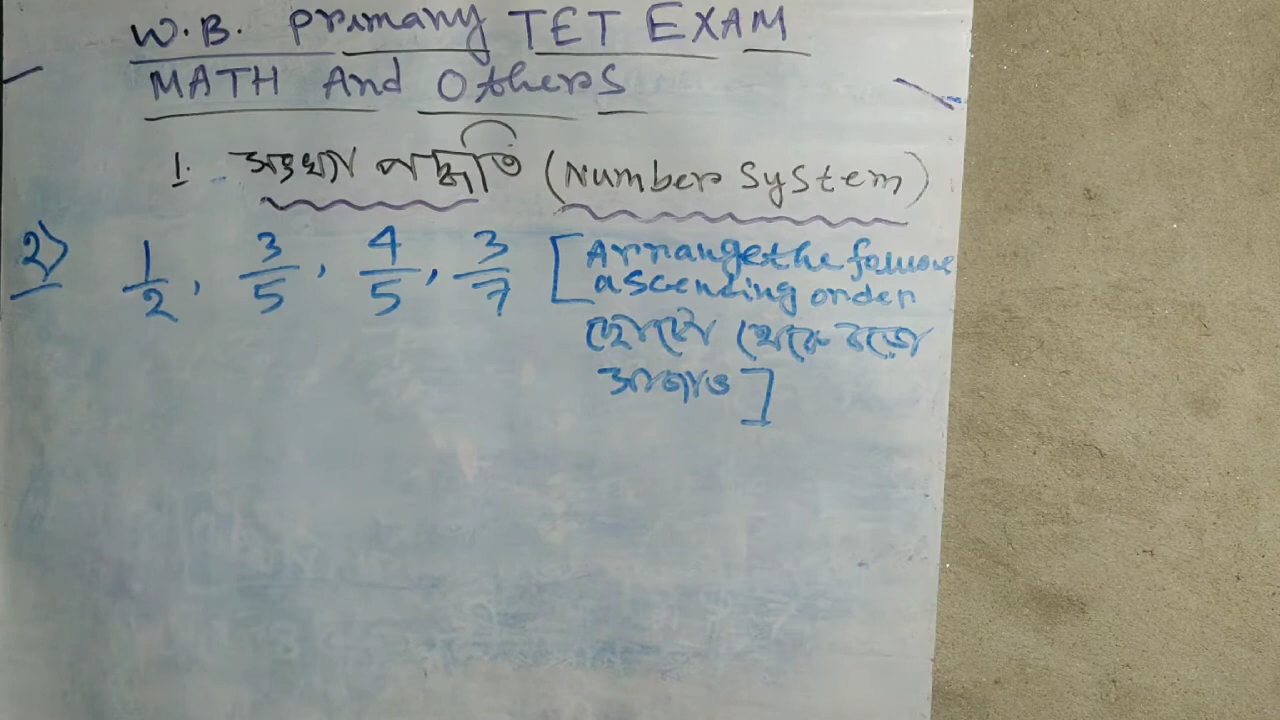 W.B. Primary TET EXAM
MATH And Others
1. সংখ্যা পদ্ধতি (Number System)
2) 1/2, 3/5, 4/5, 3/7 [Arrange the
ascending order
ছোটো থেকে বড়ো
সাজাও]